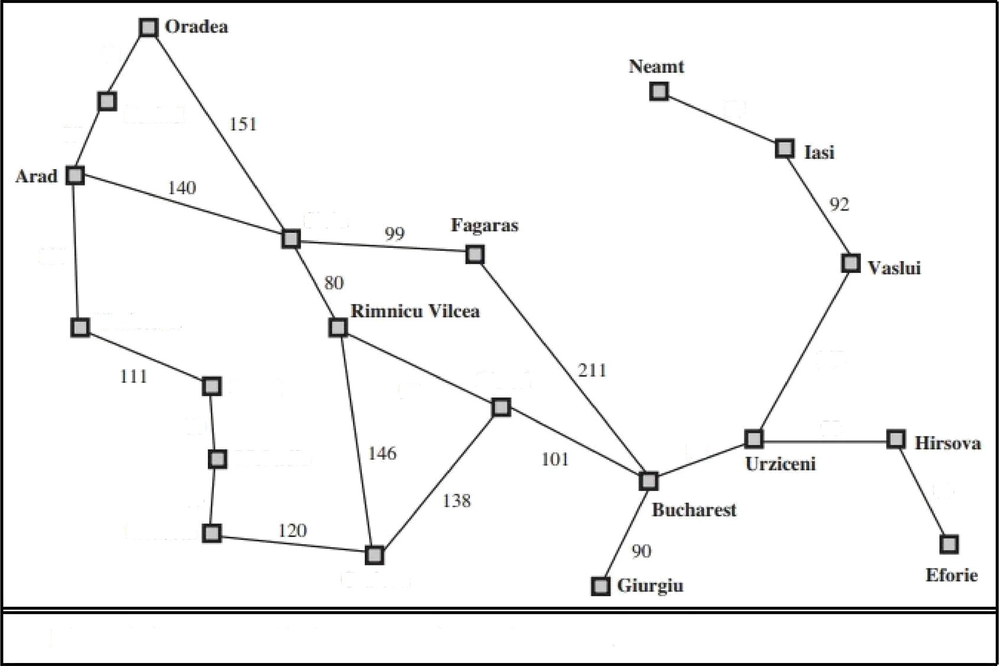 Oradea
Neamt
151
Iasi
Arad
140
92
Fagaras
99
Vaslui
80
Rimnicu Vilcea
211
111
Hirsova
146
101
Urziceni
138
Bucharest
120
90
Eforie
Giurgiu